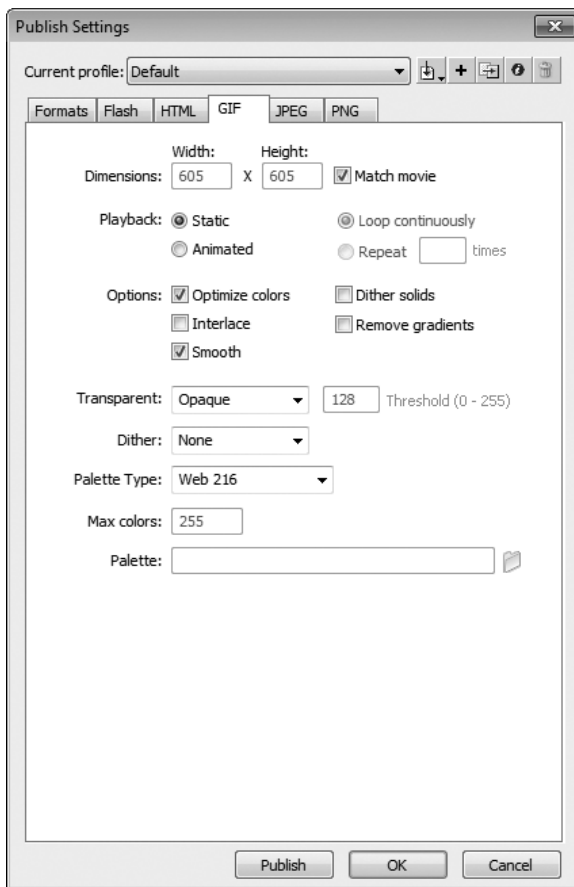 Publish Settings
Current profile: Default
Formats Flash HTML GIF JPEG PNG
Width: Height:
Dimensions: 605 X 605 Match movie
Playback: Static Loop continuously
Animated Repeat times
Options: Optimize colors Dither solids
Interlace Remove gradients
Smooth
Transparent: Opaque 128 Threshold (0 - 255)
Dither: None
Palette Type: Web 216
Max colors: 255
Palette:
Publish OK Cancel